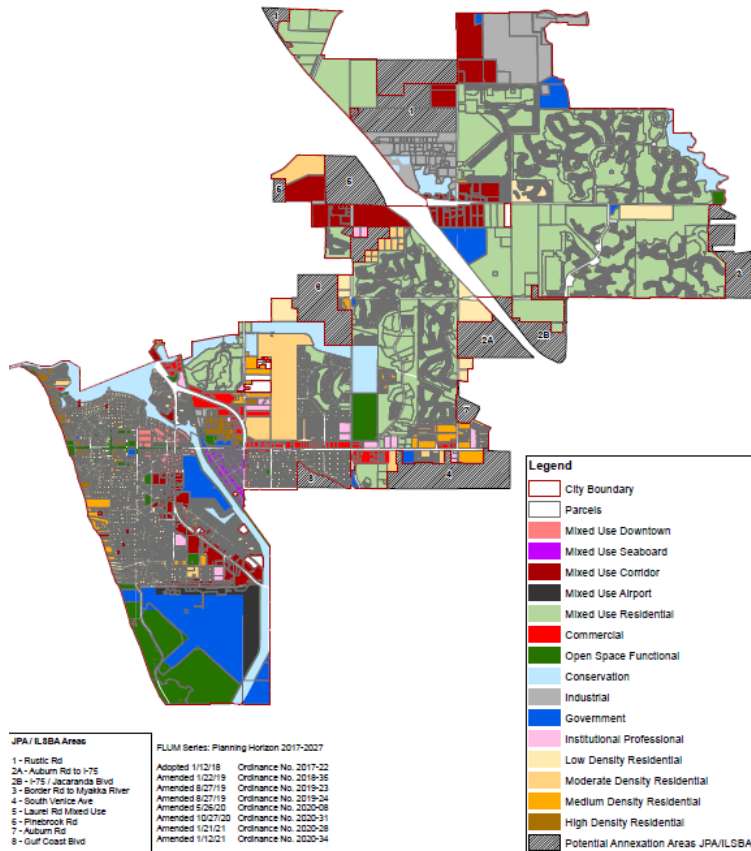 1
1
5
5
3
6
2A
2B
7
8
4
Legend
City Boundary
Parcels
Mixed Use Downtown
Mixed Use Seaboard
Mixed Use Corridor
Mixed Use Airport
Mixed Use Residential
Commercial
Open Space Functional
Conservation
Industrial
Government
Institutional Professional
Low Density Residential
Moderate Density Residential
Medium Density Residential
High Density Residential
Potential Annexation Areas JPA/ILSBA
JPA / ILSBA Areas
1 - Rustic Rd
2A - Auburn Rd to I-75
2B - I-75 / Jacaranda Blvd
3 - Border Rd to Myakka River
4 - South Venice Ave
5 - Laurel Rd Mixed Use
6 - Pinebrook Rd
7 - Auburn Rd
8 - Gulf Coast Blvd
FLUM Series: Planning Horizon 2017-2027
Adopted 1/12/18 Ordinance No. 2017-22
Amended 1/22/19 Ordinance No. 2018-35
Amended 8/27/19 Ordinance No. 2019-23
Amended 8/27/19 Ordinance No. 2019-24
Amended 5/26/20 Ordinance No. 2020-08
Amended 10/27/20 Ordinance No. 2020-31
Amended 1/21/21 Ordinance No. 2020-28
Amended 1/12/21 Ordinance No. 2020-34